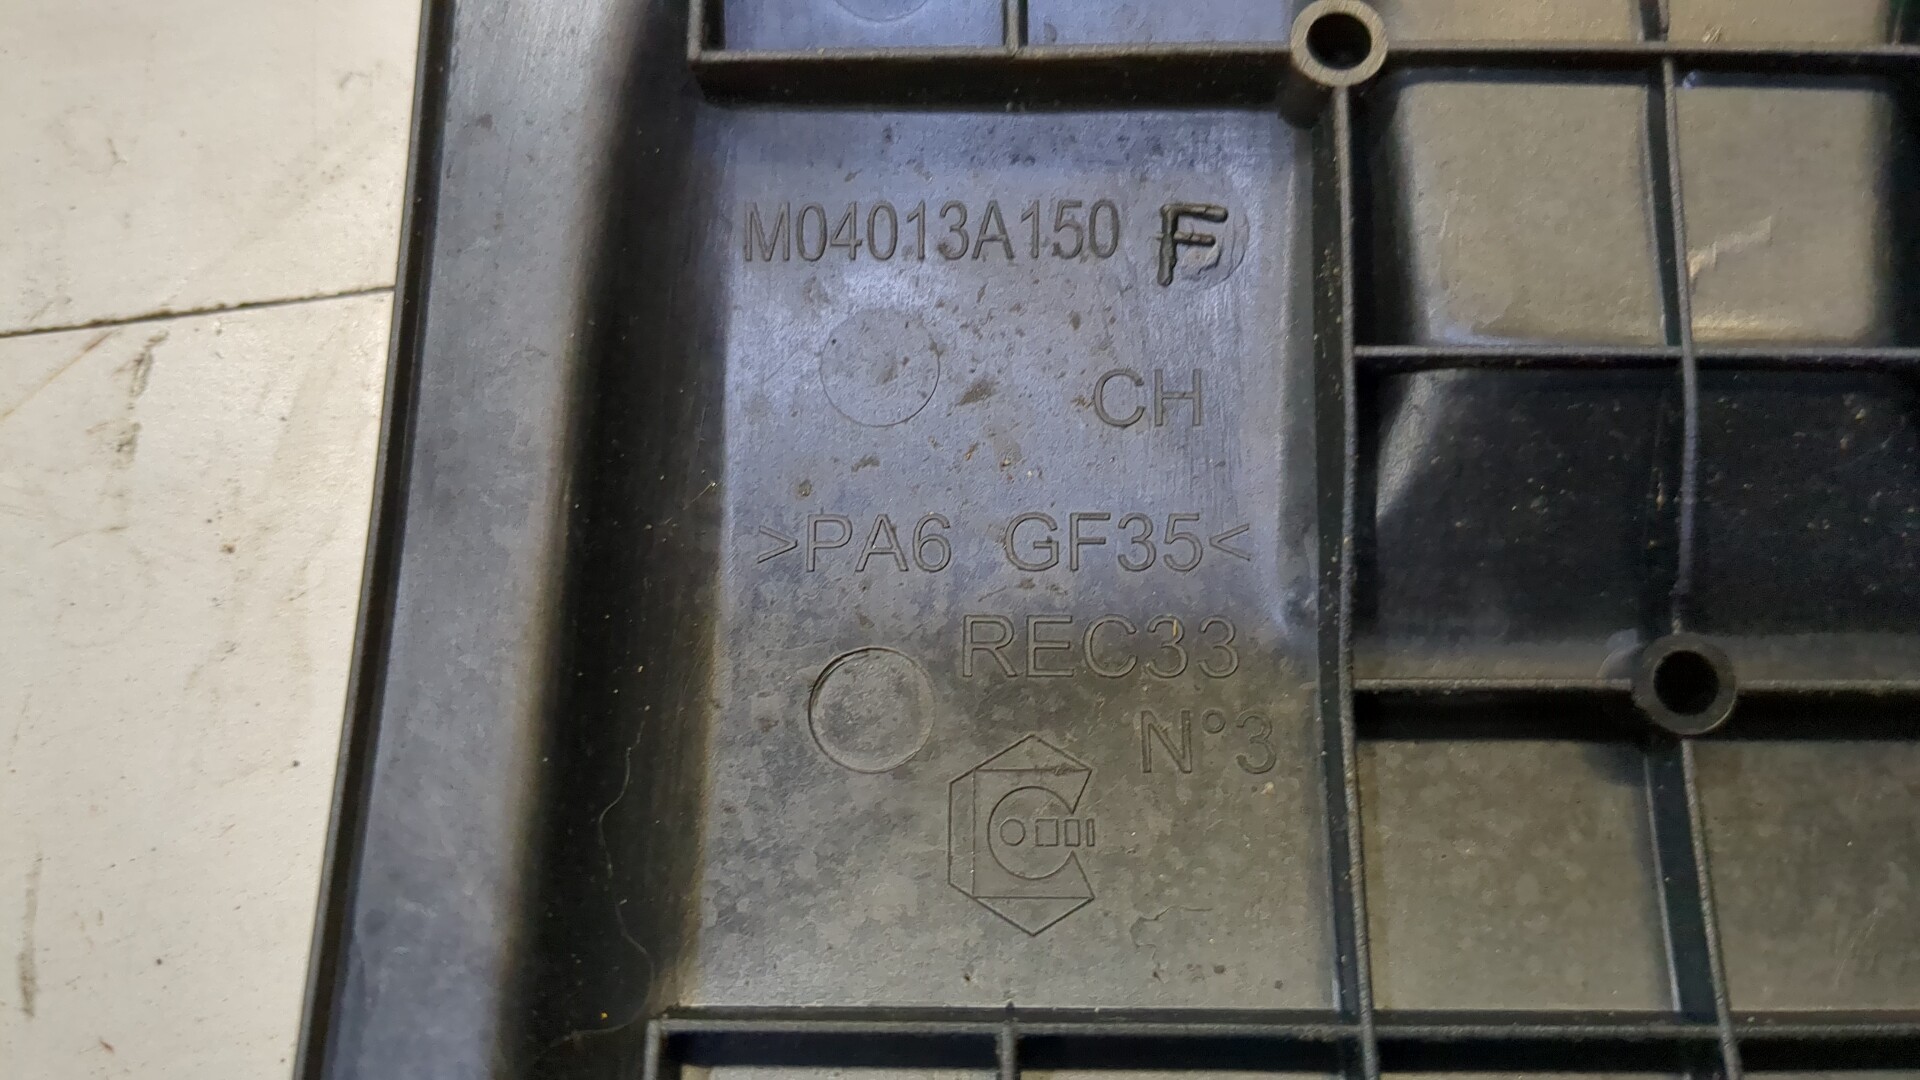 M04013A150 F
CH
>PA6 GF35<
REC33
N°3